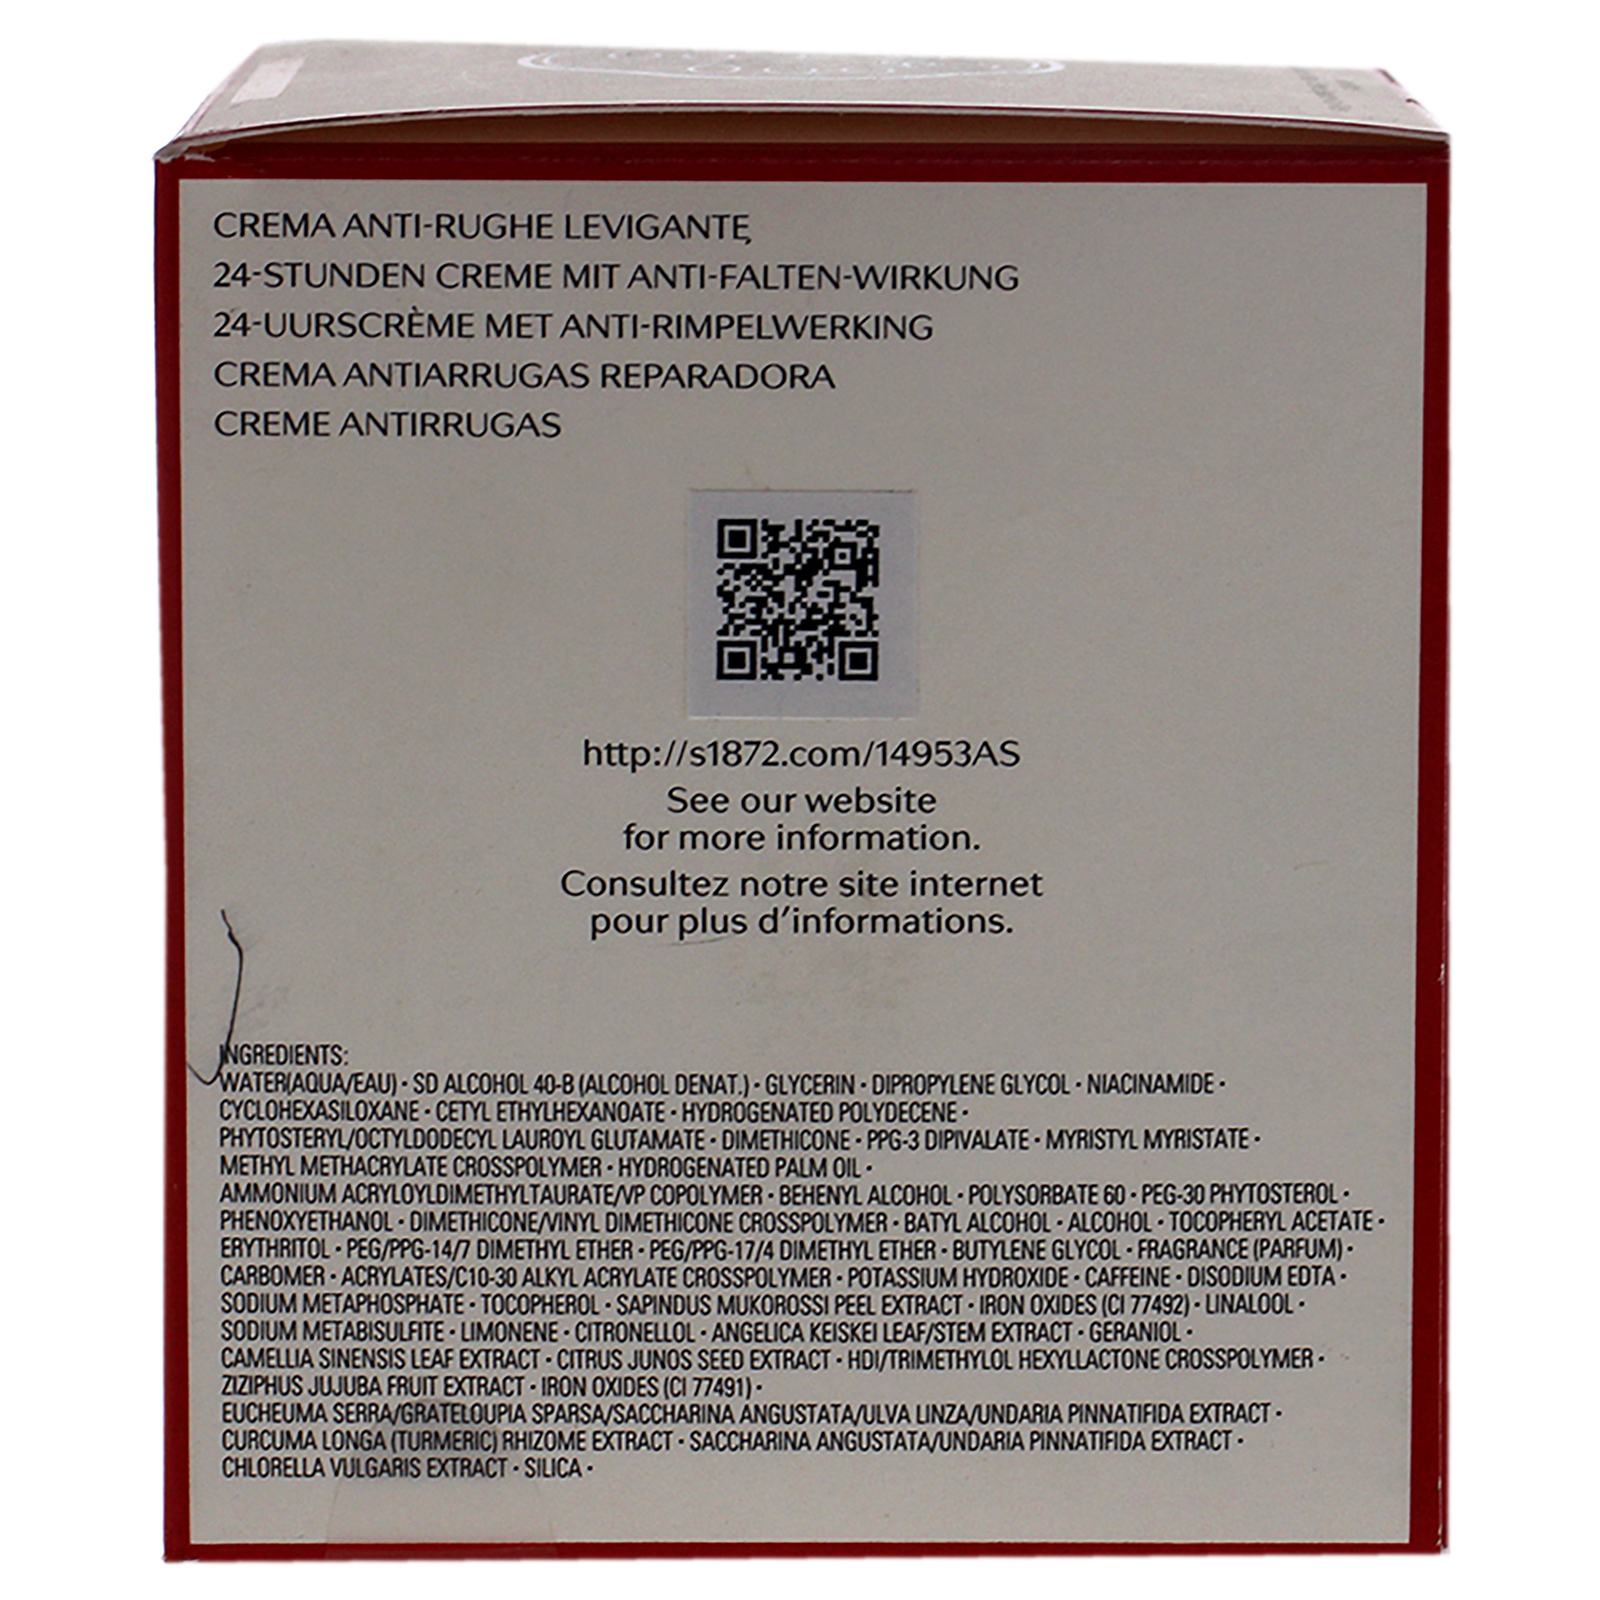 CREMA ANTI-RUGHE LEVIGANTE
24-STUNDEN CREME MIT ANTI-FALTEN-WIRKUNG
24-UURSCRÈME MET ANTI-RIMPELWERKING
CREMA ANTIARRUGAS REPARADORA
CREME ANTIRRUGAS
http://s1872.com/14953AS
See our website
for more information.
Consultez notre site internet
pour plus d'informations.
INGREDIENTS:
WATER(AQUA/EAU) · SD ALCOHOL 40-B (ALCOHOL DENAT.) · GLYCERIN · DIPROPYLENE GLYCOL · NIACINAMIDE ·
CYCLOHEXASILOXANE · CETYL ETHYLHEXANOATE · HYDROGENATED POLYDECENE ·
PHYTOSTERYL/OCTYLDODECYL LAUROYL GLUTAMATE · DIMETHICONE · PPG-3 DIPIVALATE · MYRISTYL MYRISTATE ·
METHYL METHACRYLATE CROSSPOLYMER · HYDROGENATED PALM OIL ·
AMMONIUM ACRYLOYLDIMETHYLTAURATE/VP COPOLYMER · BEHENYL ALCOHOL · POLYSORBATE 60 · PEG-30 PHYTOSTEROL ·
PHENOXYETHANOL · DIMETHICONE/VINYL DIMETHICONE CROSSPOLYMER · BATYL ALCOHOL · ALCOHOL · TOCOPHERYL ACETATE ·
ERYTHRITOL · PEG/PPG-14/7 DIMETHYL ETHER · PEG/PPG-17/4 DIMETHYL ETHER · BUTYLENE GLYCOL · FRAGRANCE (PARFUM) ·
CARBOMER · ACRYLATES/C10-30 ALKYL ACRYLATE CROSSPOLYMER · POTASSIUM HYDROXIDE · CAFFEINE · DISODIUM EDTA ·
SODIUM METAPHOSPHATE · TOCOPHEROL · SAPINDUS MUKOROSSI PEEL EXTRACT · IRON OXIDES (CI 77492) · LINALOOL ·
SODIUM METABISULFITE · LIMONENE · CITRONELLOL · ANGELICA KEISKEI LEAF/STEM EXTRACT · GERANIOL ·
CAMELLIA SINENSIS LEAF EXTRACT · CITRUS JUNOS SEED EXTRACT · HDI/TRIMETHYLOL HEXYLLACTONE CROSSPOLYMER ·
ZIZIPHUS JUJUBA FRUIT EXTRACT · IRON OXIDES (CI 77491) ·
EUCHEUMA SERRA/GRATELOUPIA SPARSA/SACCHARINA ANGUSTATA/ULVA LINZA/UNDARIA PINNATIFIDA EXTRACT ·
CURCUMA LONGA (TURMERIC) RHIZOME EXTRACT · SACCHARINA ANGUSTATA/UNDARIA PINNATIFIDA EXTRACT ·
CHLORELLA VULGARIS EXTRACT · SILICA ·